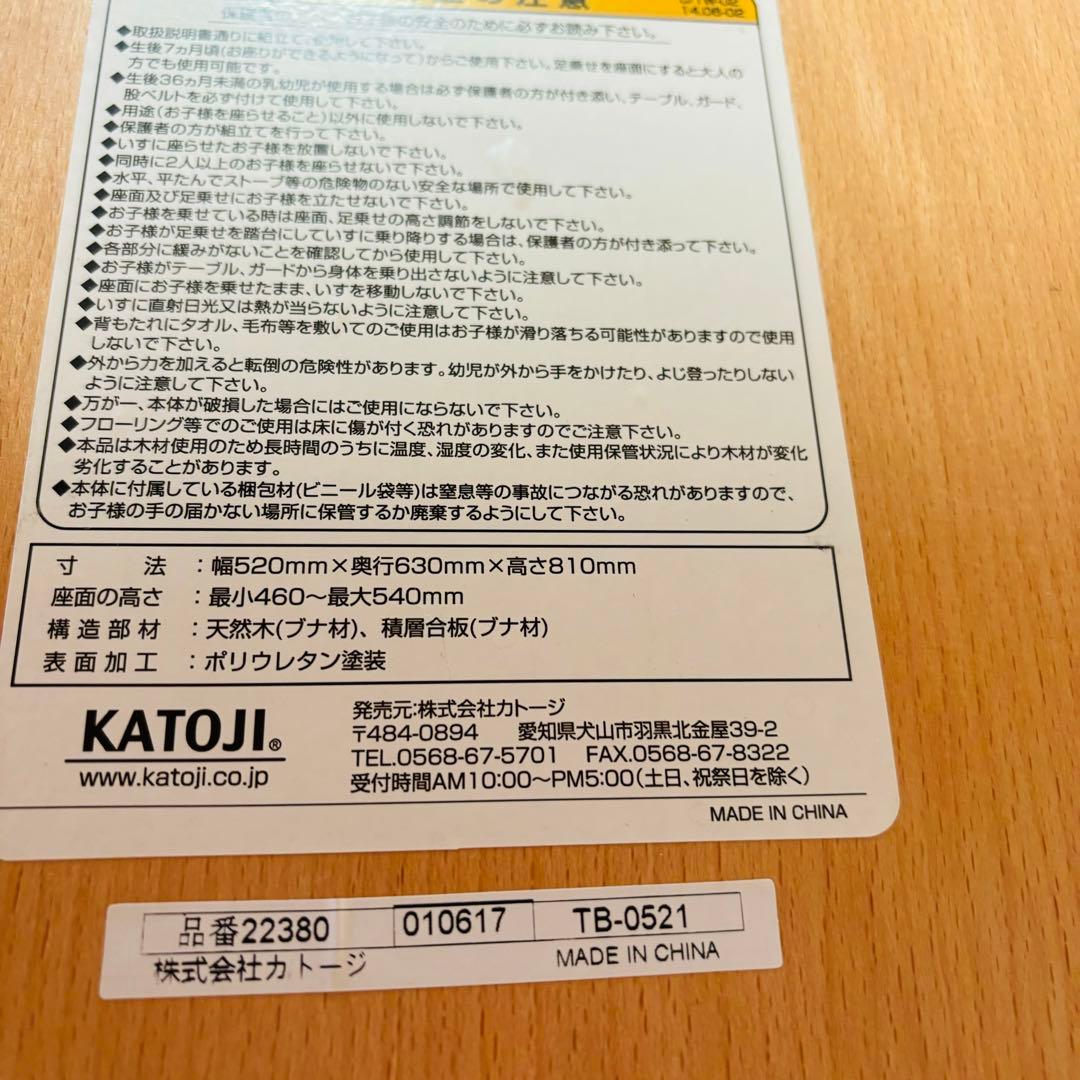 の注意
14.06-02
保護者 の安全のために必ずお読み下さい。
◆取扱説明書通りに組立て、使用して下さい。
◆生後7ヵ月頃(お座りができるようになって)からご使用下さい。足乗せを座面にすると大人の
方でも使用可能です。
◆生後36ヵ月未満の乳幼児が使用する場合は必ず保護者の方が付き添い、テーブル、ガード、
股ベルトを必ず付けて使用して下さい。
◆用途(お子様を座らせること)以外に使用しないで下さい。
◆保護者の方が組立てを行って下さい。
◆いすに座らせたお子様を放置しないで下さい。
◆同時に2人以上のお子様を座らせないで下さい。
◆水平、平たんでストーブ等の危険物のない安全な場所で使用して下さい。
◆座面及び足乗せにお子様を立たせないで下さい。
◆お子様を乗せている時は座面、足乗せの高さ調節をしないで下さい。
◆お子様が足乗せを踏台にしていすに乗り降りする場合は、保護者の方が付き添って下さい。
◆各部分に緩みがないことを確認してから使用して下さい。
◆お子様がテーブル、ガードから身体を乗り出さないように注意して下さい。
◆座面にお子様を乗せたまま、いすを移動しないで下さい。
◆いすに直射日光又は熱が当らないように注意して下さい。
◆背もたれにタオル、毛布等を敷いてのご使用はお子様が滑り落ちる可能性がありますので使用
しないで下さい。
◆外から力を加えると転倒の危険性があります。幼児が外から手をかけたり、よじ登ったりしない
ように注意して下さい。
◆万が一、本体が破損した場合にはご使用にならないで下さい。
◆フローリング等でのご使用は床に傷が付く恐れがありますのでご注意下さい。
◆本品は木材使用のため長時間のうちに温度、湿度の変化、また使用保管状況により木材が変化
劣化することがあります。
◆本体に付属している梱包材(ビニール袋等)は窒息等の事故につながる恐れがありますので、
お子様の手の届かない場所に保管するか廃棄するようにして下さい。
寸 法 :幅520mm×奥行630mm×高さ810mm
座面の高さ :最小460～最大540mm
構造部材 :天然木(ブナ材)、積層合板(ブナ材)
表面加工 :ポリウレタン塗装
KATOJI®
www.katoji.co.jp
発売元:株式会社カトージ
〒484-0894 愛知県犬山市羽黒北金屋39-2
TEL.0568-67-5701 FAX.0568-67-8322
受付時間AM10:00～PM5:00(土日、祝祭日を除く)
MADE IN CHINA
品番22380 010617 TB-0521
株式会社カトージ MADE IN CHINA